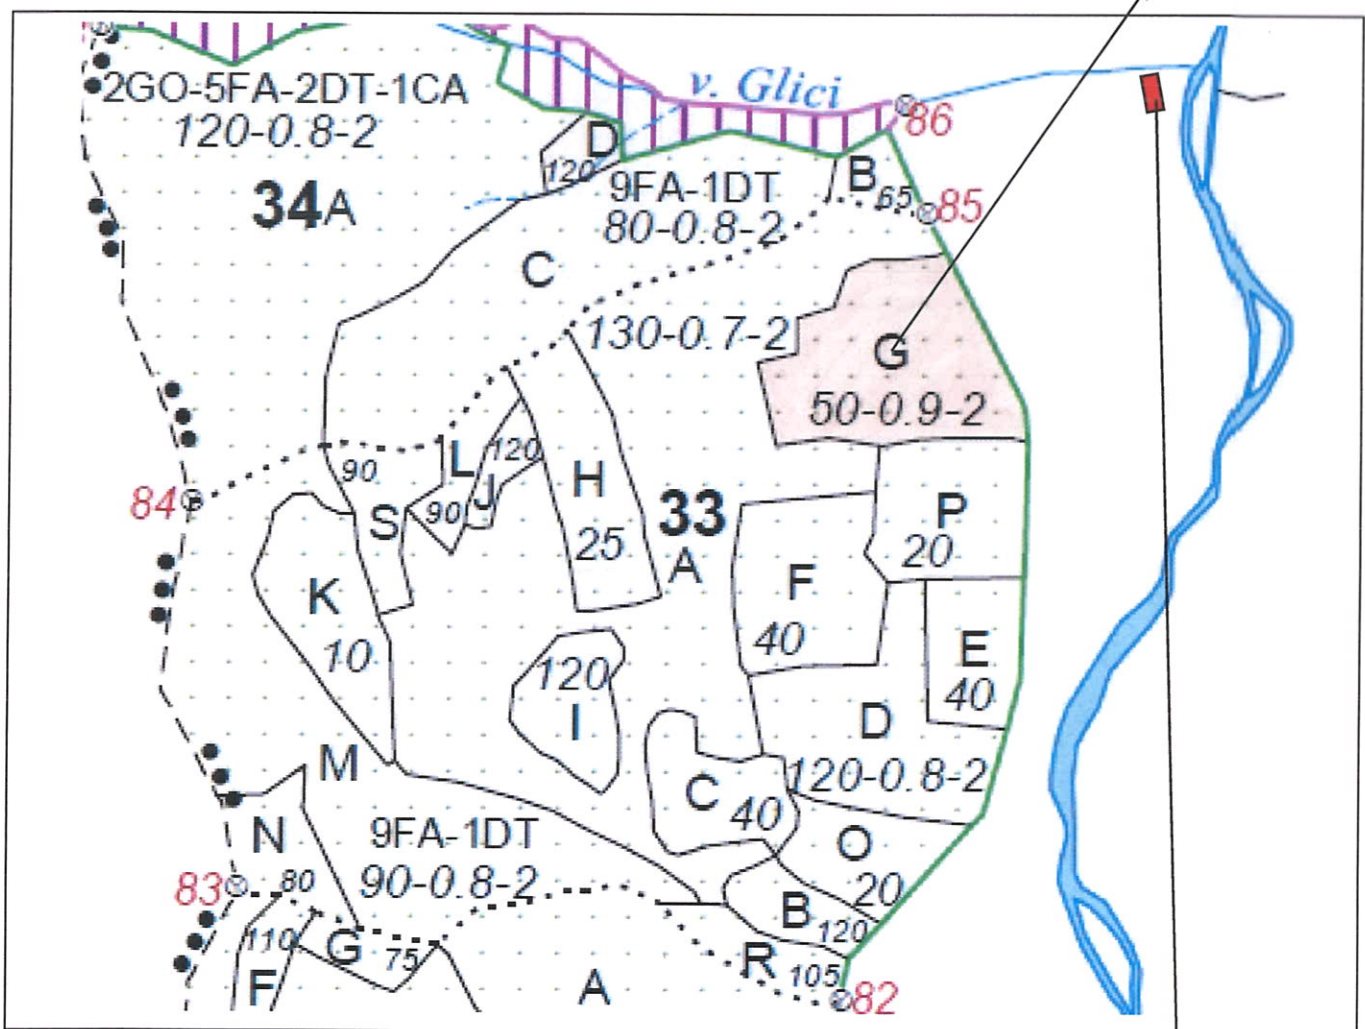 v. Glici
86
2GO-5FA-2DT-1CA
120-0.8-2
34A
D
120
9FA-1DT
80-0.8-2
B
65
85
C
130-0.7-2
G
50-0.9-2
84
90
S
L
90
120
J
H
25
33
A
P
20
F
40
E
40
K
10
120
I
D
120-0.8-2
C
40
M
N
80
9FA-1DT
90-0.8-2
O
20
83
B
120
110
F
G
75
A
R
105
82